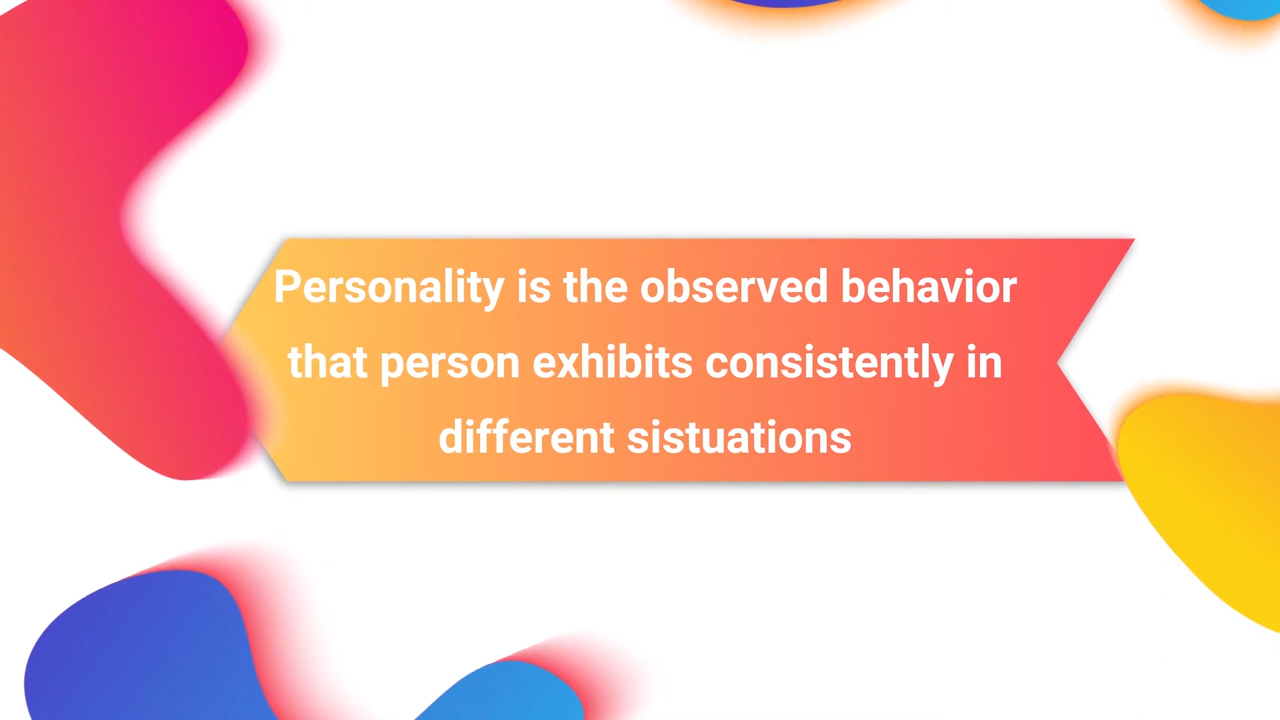 Personality is the observed behavior
that person exhibits consistently in
different sistuations